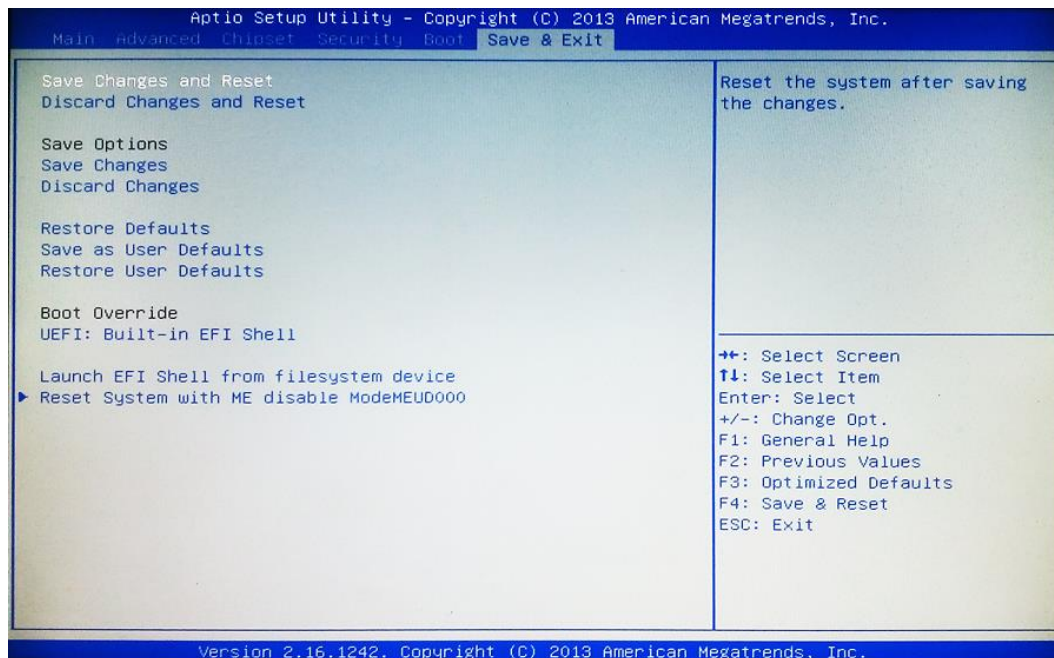 Aptio Setup Utility – Copyright (C) 2013 American Megatrends, Inc.
Main Advanced Chipset Security Boot Save & Exit
Save Changes and Reset
Discard Changes and Reset
Save Options
Save Changes
Discard Changes
Restore Defaults
Save as User Defaults
Restore User Defaults
Boot Override
UEFI: Built-in EFI Shell
Launch EFI Shell from filesystem device
▶ Reset System with ME disable ModeMEUD000
Reset the system after saving
the changes.
→←: Select Screen
↑↓: Select Item
Enter: Select
+/-: Change Opt.
F1: General Help
F2: Previous Values
F3: Optimized Defaults
F4: Save & Reset
ESC: Exit
Version 2.16.1242. Copyright (C) 2013 American Megatrends, Inc.